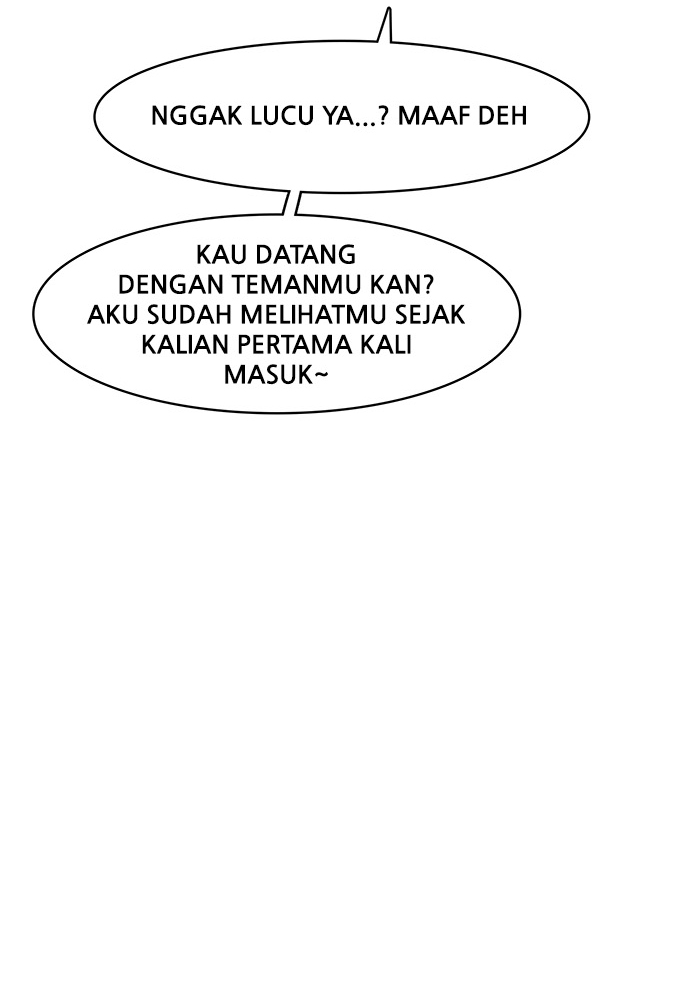 NGGAK LUCU YA...? MAAF DEH
KAU DATANG
DENGAN TEMANMU KAN?
AKU SUDAH MELIHATMU SEJAK
KALIAN PERTAMA KALI
MASUK~